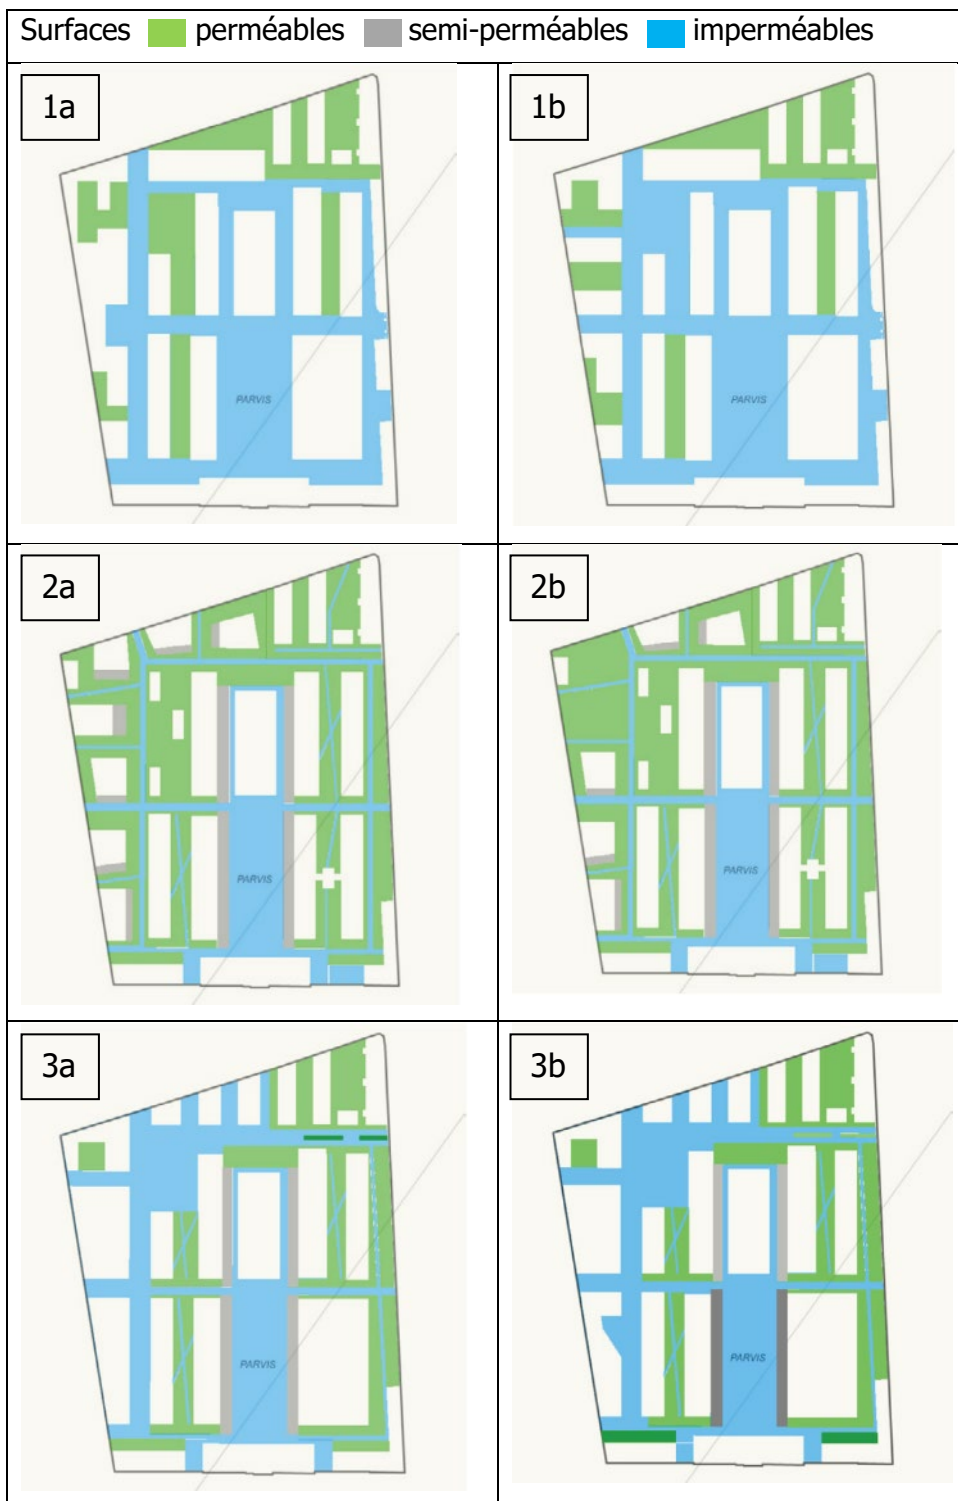 Surfaces perméables semi-perméables imperméables
1a
1b
PARVIS
PARVIS
2a
2b
PARVIS
PARVIS
3a
3b
PARVIS
PARVIS